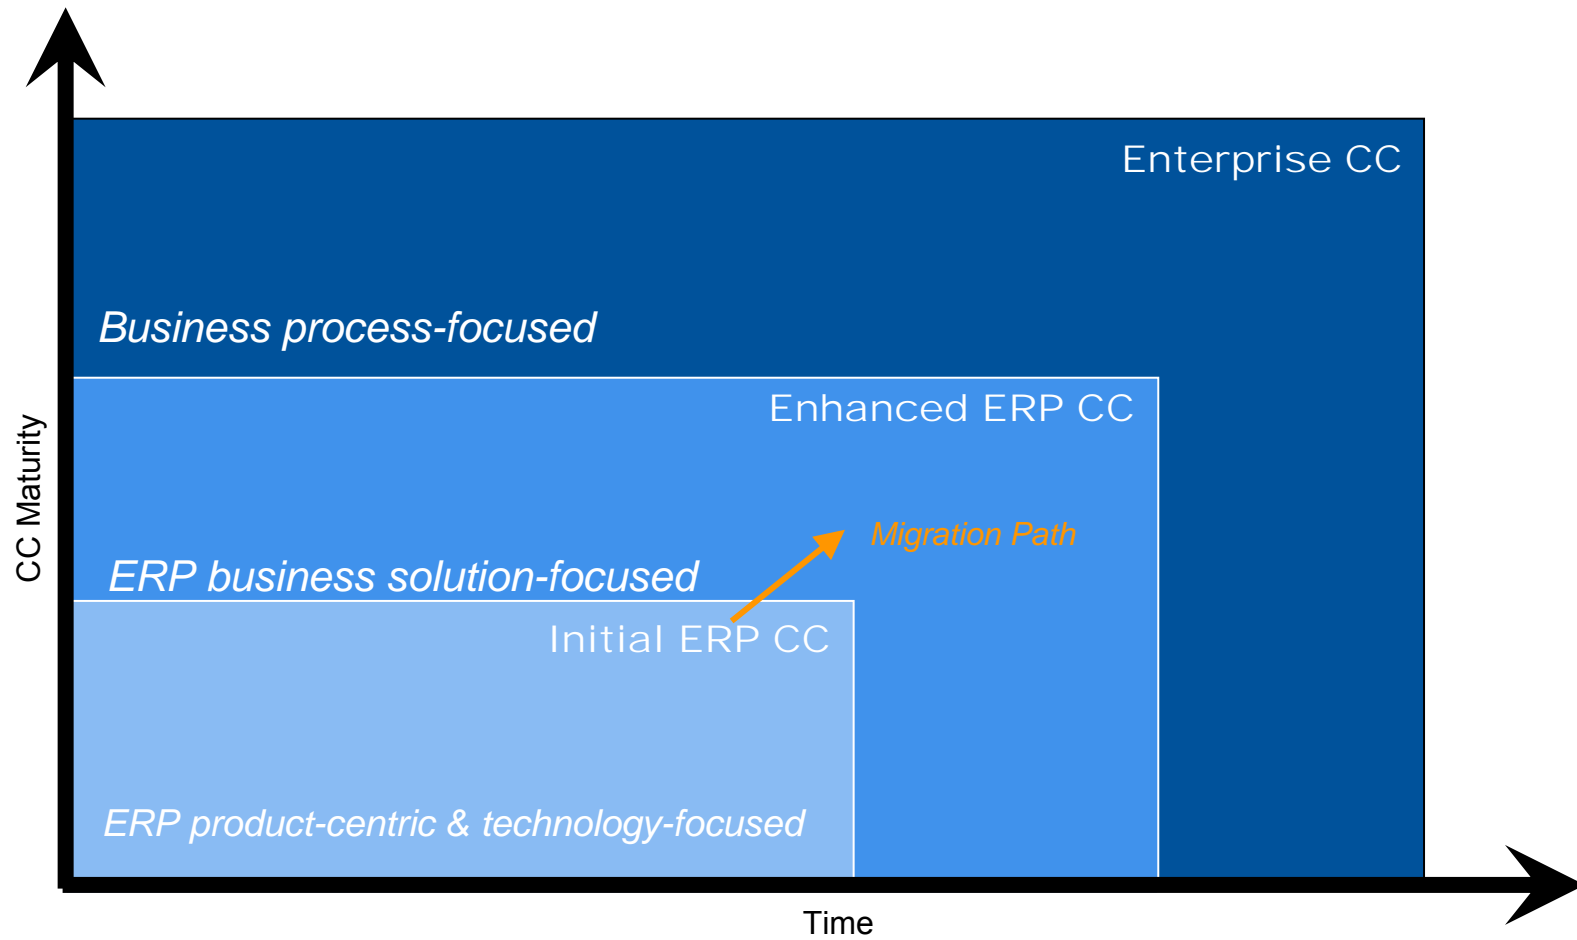 Enterprise CC
Business process-focused
Enhanced ERP CC
CC Maturity
Migration Path
ERP business solution-focused
Initial ERP CC
ERP product-centric & technology-focused
Time